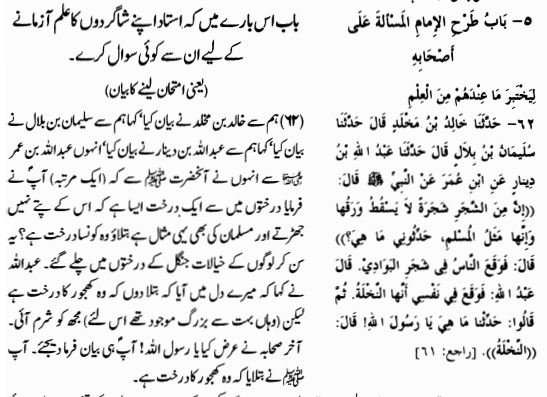 ٥- بَابُ طَرْحِ الإِمَامِ المَسْأَلَةَ عَلَى
أَصْحَابِهِ
لِيَخْتَبِرَ مَا عِنْدَهُمْ مِنَ الْعِلْمِ
٦٢- حَدَّثَنَا خَالِدُ بْنُ مَخْلَدٍ قَالَ حَدَّثَنَا
سُلَيْمَانُ بْنُ بِلَالٍ قَالَ حَدَّثَنَا عَبْدُ اللهِ بْنُ
دِينَارٍ عَنِ ابْنِ عُمَرَ عَنِ النَّبِيِّ ﷺ قَالَ:
((إِنَّ مِنَ الشَّجَرِ شَجَرَةً لاَ يَسْقُطُ وَرَقُهَا
وَإِنَّهَا مَثَلُ المُسْلِمِ، حَدِّثُونِي مَا هِيَ؟))
قَالَ: فَوَقَعَ النَّاسُ فِي شَجَرِ الْبَوَادِيْ. قَالَ
عَبْدُ اللهِ: فَوَقَعَ فِي نَفْسِي أَنَّهَا النَّخْلَةُ. ثُمَّ
قَالُوا: حَدِّثْنَا مَا هِيَ يَا رَسُولَ اللهِ! قَالَ:
((النَّخْلَةُ)). [راجع: ٦١]
باب اس بارے میں کہ استاد اپنے شاگردوں کا علم آزمانے
کے لیے ان سے کوئی سوال کرے۔
(یعنی امتحان لینے کا بیان)
(۶۲) ہم سے خالد بن مخلد نے بیان کیا' کہا ہم سے سلیمان بن بلال نے
بیان کیا' کہا ہم سے عبداللہ بن دینار نے بیان کیا' انہوں عبداللہ بن عمر
رضی اللہ عنہما سے انہوں نے آنحضرت ﷺ سے کہ (ایک مرتبہ) آپ نے
فرمایا درختوں میں سے ایک درخت ایسا ہے کہ اس کے پتے نہیں
جھڑتے اور مسلمان کی بھی یہی مثال ہے بتلاؤ وہ کونسا درخت ہے؟ یہ
سن کر لوگوں کے خیالات جنگل کے درختوں میں چلے گئے۔ عبداللہ
نے کہا کہ میرے دل میں آیا کہ بتلا دوں کہ وہ کھجور کا درخت ہے
لیکن (وہاں بہت سے بزرگ موجود تھے اس لئے) مجھ کو شرم آئی۔
آخر صحابہ نے عرض کیا یا رسول اللہ! آپ ہی بیان فرما دیجئے۔ آپ
ﷺ نے بتلایا کہ وہ کھجور کا درخت ہے۔